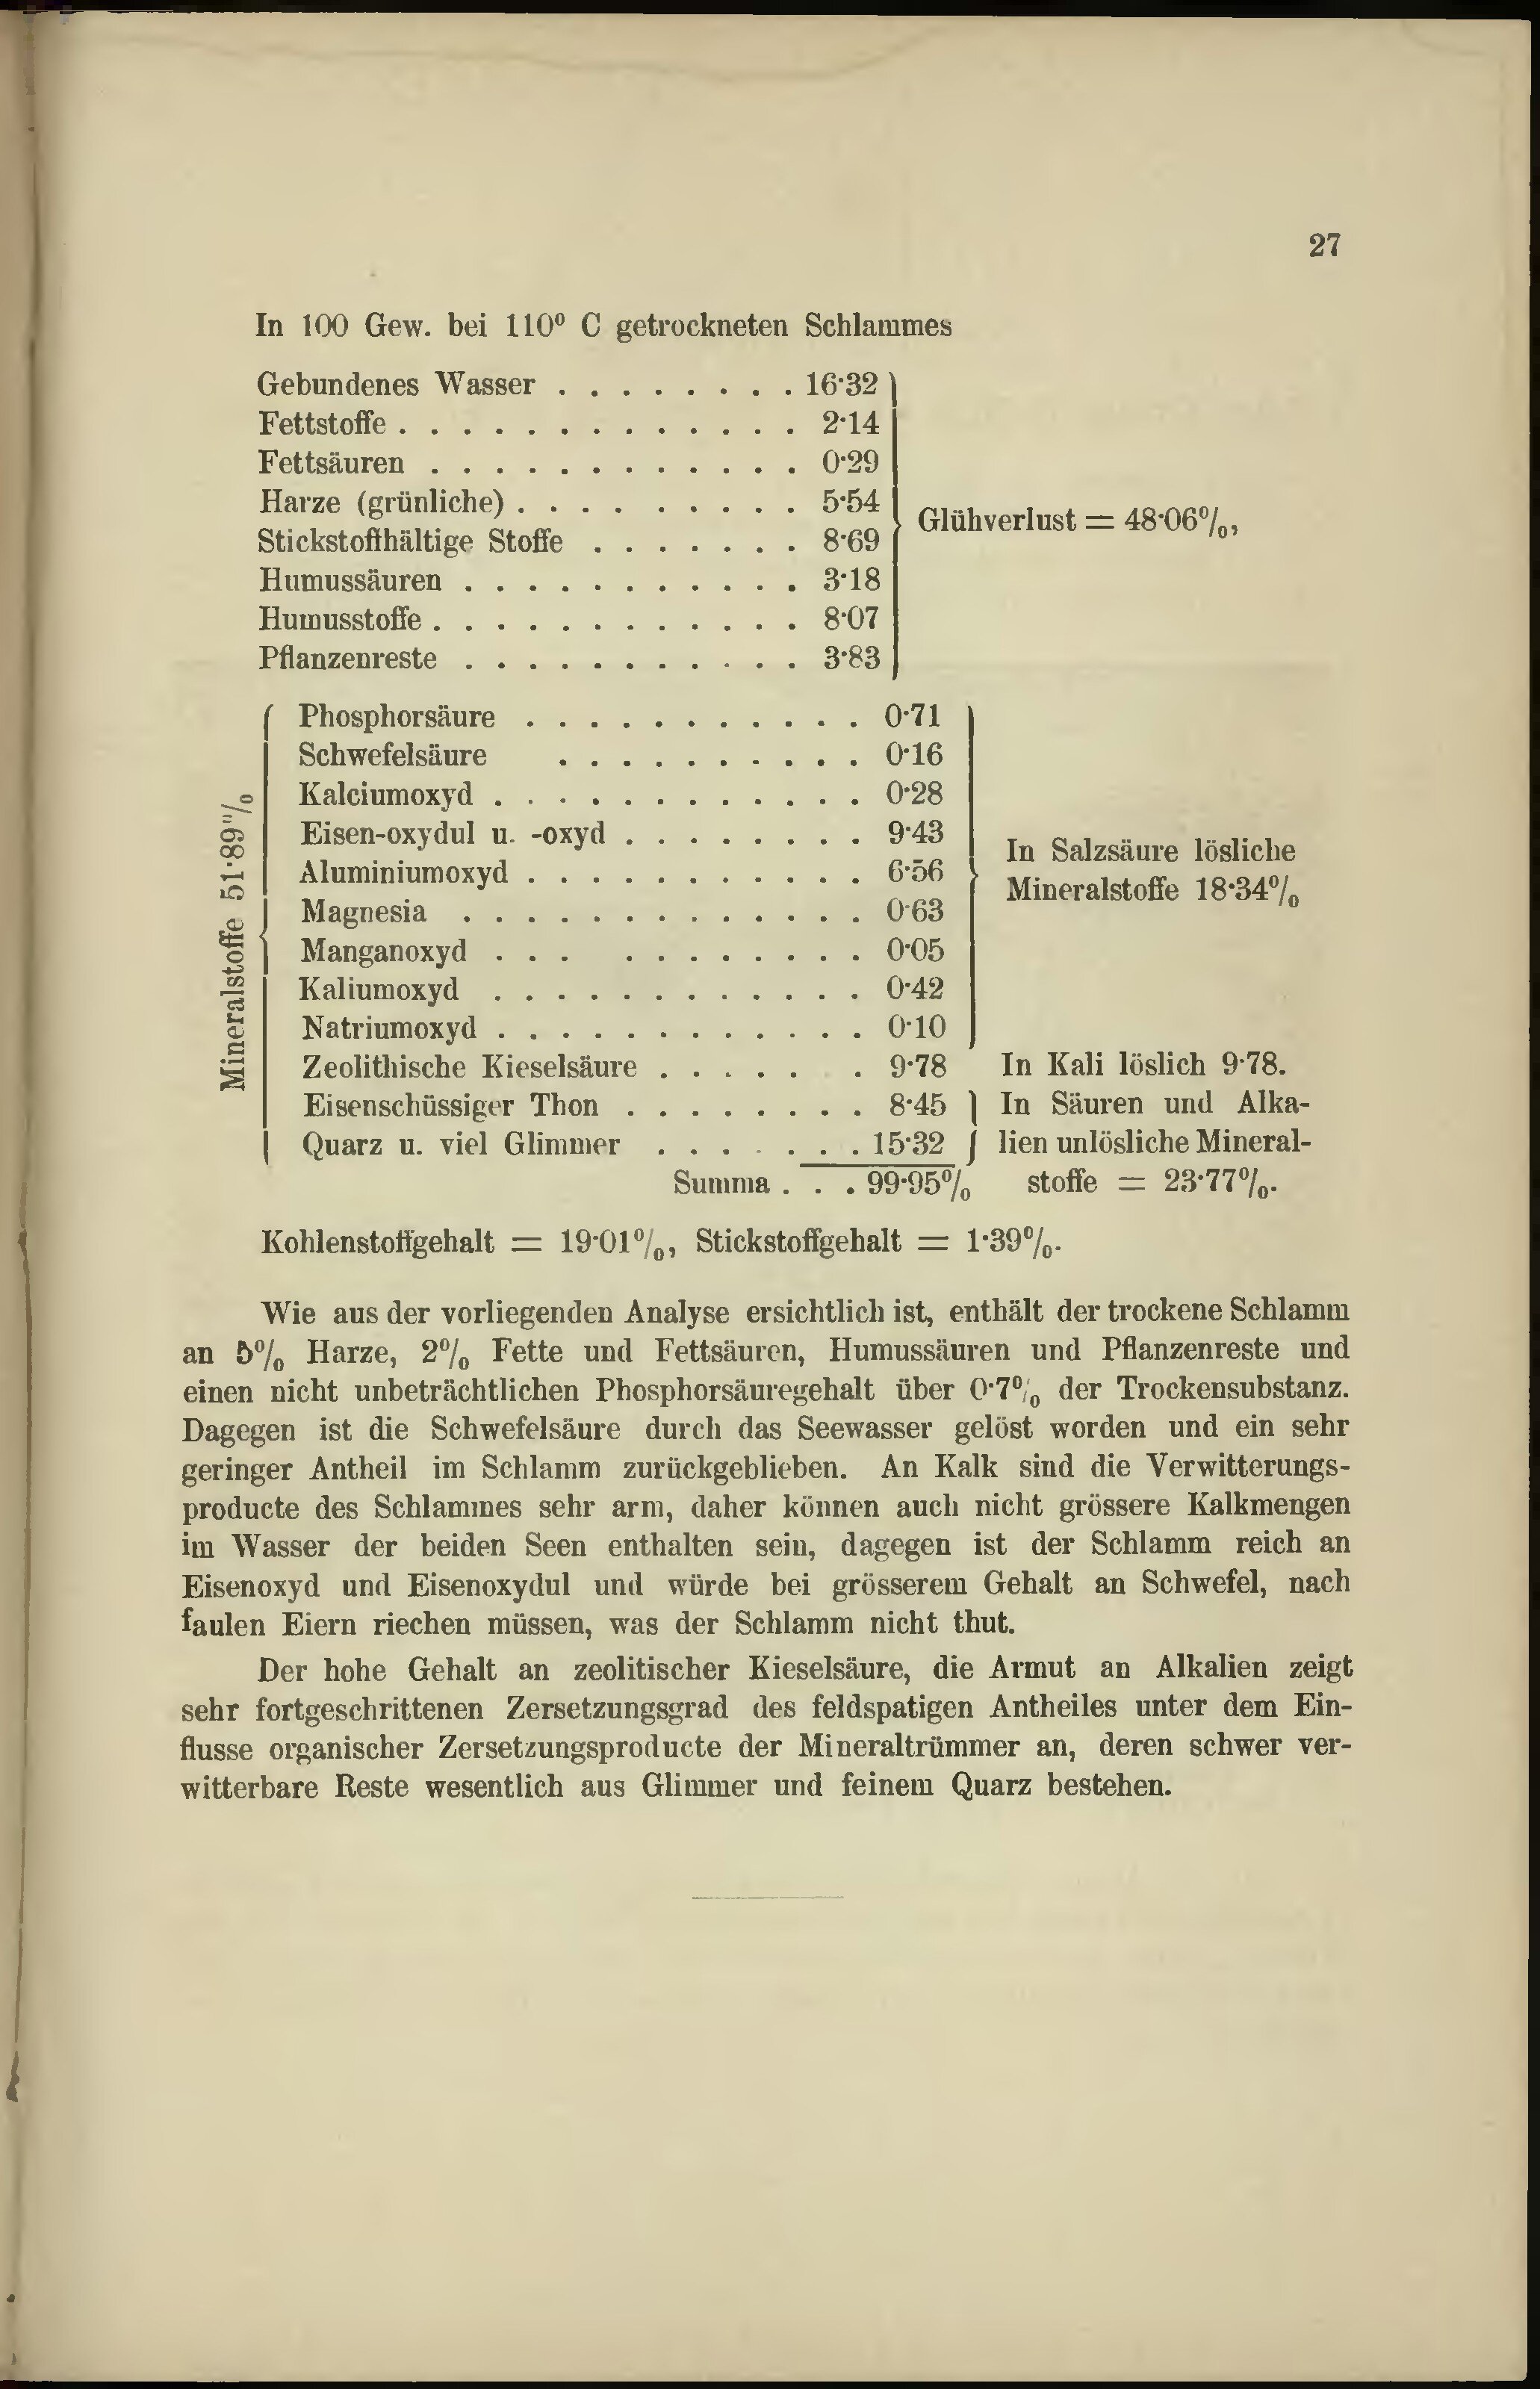 27
In 100 Gew. bei 110° C getrockneten Schlammes
Gebundenes Wasser . . . . . . . . 16·32
Fettstoffe . . . . . . . . . . . . . 2·14
Fettsäuren . . . . . . . . . . . . 0·29
Harze (grünliche) . . . . . . . . . 5·54
Glühverlust = 48·06%,
Stickstoffhältige Stoffe . . . . . . . 8·69
Humussäuren . . . . . . . . . . . 3·18
Humusstoffe . . . . . . . . . . . . 8·07
Pflanzenreste . . . . . . . . . . . 3·83
Mineralstoffe 51·89%
Phosphorsäure . . . . . . . . . . . 0·71
Schwefelsäure . . . . . . . . . . 0·16
Kalciumoxyd . . . . . . . . . . . . 0·28
Eisen-oxydul u. -oxyd . . . . . . . . 9·43
Aluminiumoxyd . . . . . . . . . . . 6·56
Magnesia . . . . . . . . . . . . . 0·63
Manganoxyd . . . . . . . . . . . 0·05
Kaliumoxyd . . . . . . . . . . . . 0·42
Natriumoxyd . . . . . . . . . . . . 0·10
In Salzsäure lösliche
Mineralstoffe 18·34%
Zeolithische Kieselsäure . . . . . . 9·78 In Kali löslich 9·78.
Eisenschüssiger Thon . . . . . . . . 8·45 In Säuren und Alka-
Quarz u. viel Glimmer . . . . . . . 15·32 lien unlösliche Mineral-
Summa . . . 99·95% stoffe = 23·77%.
Kohlenstoffgehalt = 19·01%, Stickstoffgehalt = 1·39%.
Wie aus der vorliegenden Analyse ersichtlich ist, enthält der trockene Schlamm
an 5% Harze, 2% Fette und Fettsäuren, Humussäuren und Pflanzenreste und
einen nicht unbeträchtlichen Phosphorsäuregehalt über 0·7% der Trockensubstanz.
Dagegen ist die Schwefelsäure durch das Seewasser gelöst worden und ein sehr
geringer Antheil im Schlamm zurückgeblieben. An Kalk sind die Verwitterungs-
producte des Schlammes sehr arm, daher können auch nicht grössere Kalkmengen
im Wasser der beiden Seen enthalten sein, dagegen ist der Schlamm reich an
Eisenoxyd und Eisenoxydul und würde bei grösserem Gehalt an Schwefel, nach
faulen Eiern riechen müssen, was der Schlamm nicht thut.
Der hohe Gehalt an zeolitischer Kieselsäure, die Armut an Alkalien zeigt
sehr fortgeschrittenen Zersetzungsgrad des feldspatigen Antheiles unter dem Ein-
flusse organischer Zersetzungsproducte der Mineraltrümmer an, deren schwer ver-
witterbare Reste wesentlich aus Glimmer und feinem Quarz bestehen.